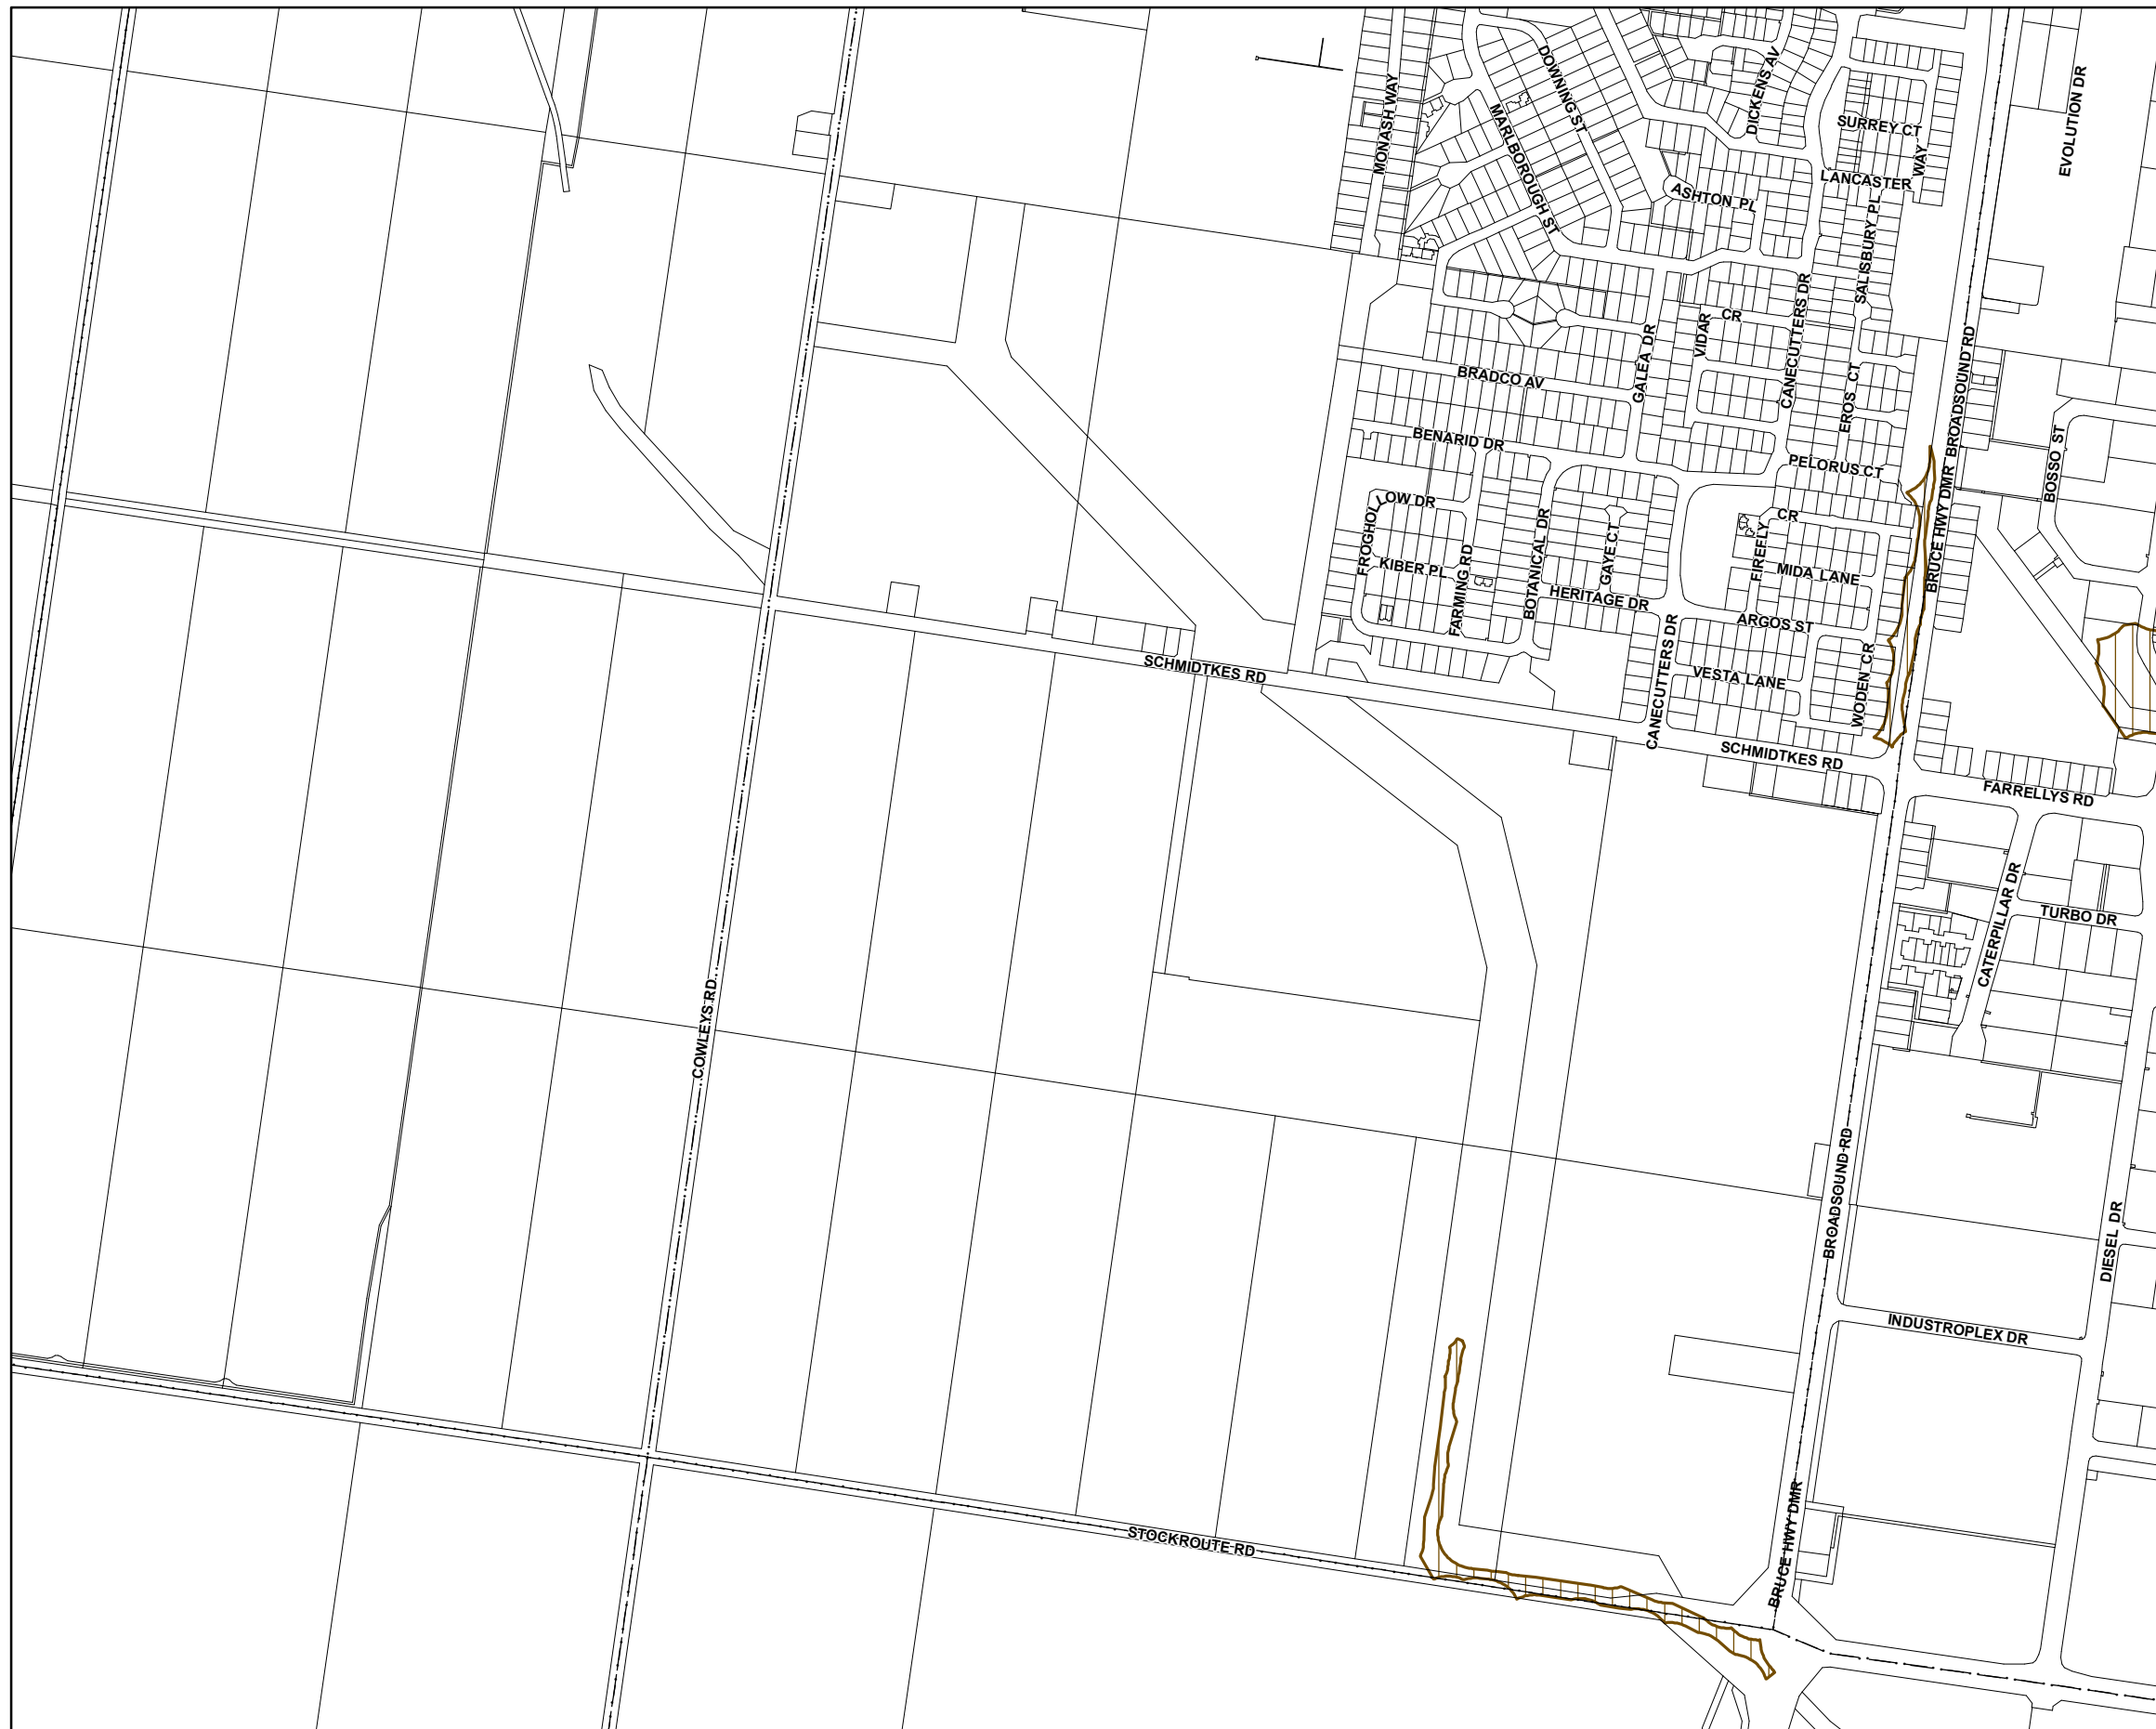 MONASH WAY
DOWNING ST
MARLBOROUGH ST
DICKENS AV
SURREY CT
LANCASTER WAY
EVOLUTION DR
ASHTON PL
SALISBURY PL
CANECUTTERS DR
VIDAR CR
GALEA DR
BRADCO AV
EROS CT
BROADSOUND RD
BRUCE HWY DMR
BENARID DR
PELORUS CT
BOSSO ST
FROGHOLLOW DR
KIBER PL
FARMING RD
BOTANICAL DR
GAYE CT
FIREFLY CR
MIDA LANE
HERITAGE DR
ARGOS ST
CANECUTTERS DR
VESTA LANE
WODEN CR
SCHMIDTKES RD
SCHMIDTKES RD
FARRELLYS RD
CATERPILLAR DR
TURBO DR
COWLEYS RD
BROADSOUND RD
DIESEL DR
INDUSTROPLEX DR
STOCKROUTE RD
BRUCE HWY DMR